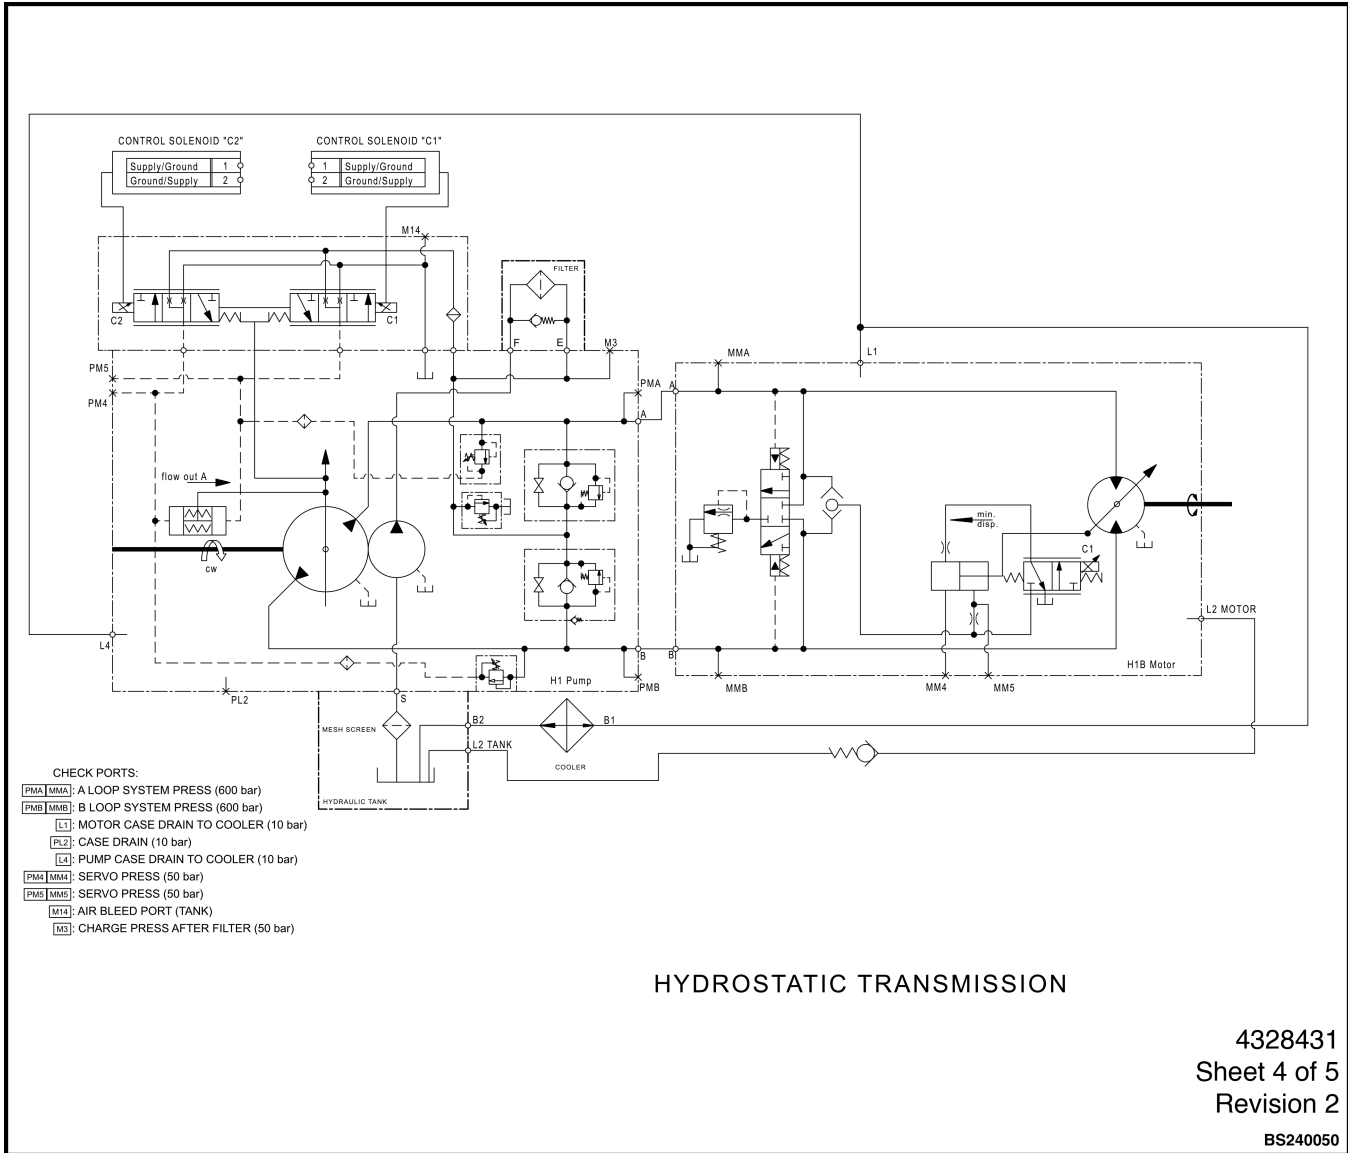 CONTROL SOLENOID "C2"
Supply/Ground 1
Ground/Supply 2
CONTROL SOLENOID "C1"
1 Supply/Ground
2 Ground/Supply
M14
FILTER
C2
C1
F
E
M3
PM5
PM4
PMA
A
MMA
A
L1
flow out A
cw
min.
disp.
C1
L4
B
B
L2 MOTOR
H1 Pump
PMB
MMB
H1B Motor
MM4
MM5
PL2
S
MESH SCREEN
B2
B1
L2 TANK
COOLER
HYDRAULIC TANK
CHECK PORTS:
PMA MMA : A LOOP SYSTEM PRESS (600 bar)
PMB MMB : B LOOP SYSTEM PRESS (600 bar)
L1 : MOTOR CASE DRAIN TO COOLER (10 bar)
PL2 : CASE DRAIN (10 bar)
L4 : PUMP CASE DRAIN TO COOLER (10 bar)
PM4 MM4 : SERVO PRESS (50 bar)
PM5 MM5 : SERVO PRESS (50 bar)
M14 : AIR BLEED PORT (TANK)
M3 : CHARGE PRESS AFTER FILTER (50 bar)
HYDROSTATIC TRANSMISSION
4328431
Sheet 4 of 5
Revision 2
BS240050